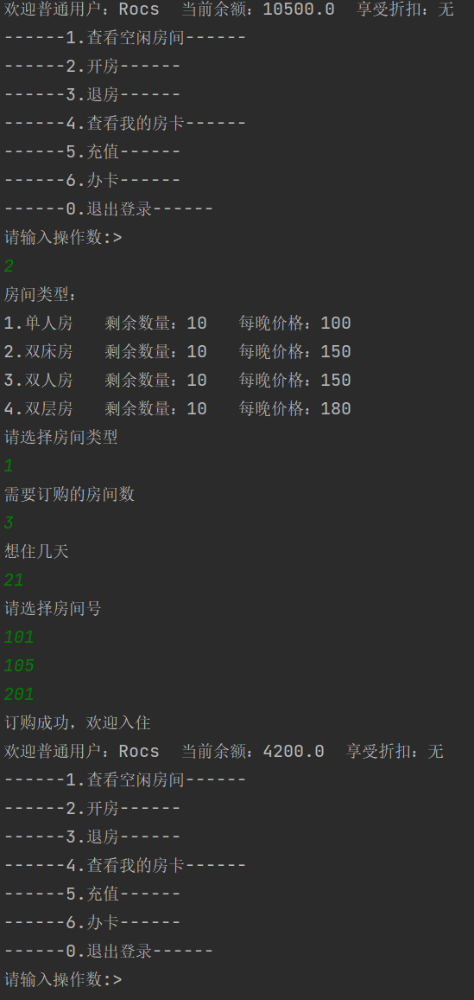 欢迎普通用户：Rocs  当前余额：10500.0  享受折扣：无
------1.查看空闲房间------
------2.开房------
------3.退房------
------4.查看我的房卡------
------5.充值------
------6.办卡------
------0.退出登录------
请输入操作数:>
2
房间类型：
1.单人房   剩余数量：10   每晚价格：100
2.双床房   剩余数量：10   每晚价格：150
3.双人房   剩余数量：10   每晚价格：150
4.双层房   剩余数量：10   每晚价格：180
请选择房间类型
1
需要订购的房间数
3
想住几天
21
请选择房间号
101
105
201
订购成功，欢迎入住
欢迎普通用户：Rocs  当前余额：4200.0  享受折扣：无
------1.查看空闲房间------
------2.开房------
------3.退房------
------4.查看我的房卡------
------5.充值------
------6.办卡------
------0.退出登录------
请输入操作数:>